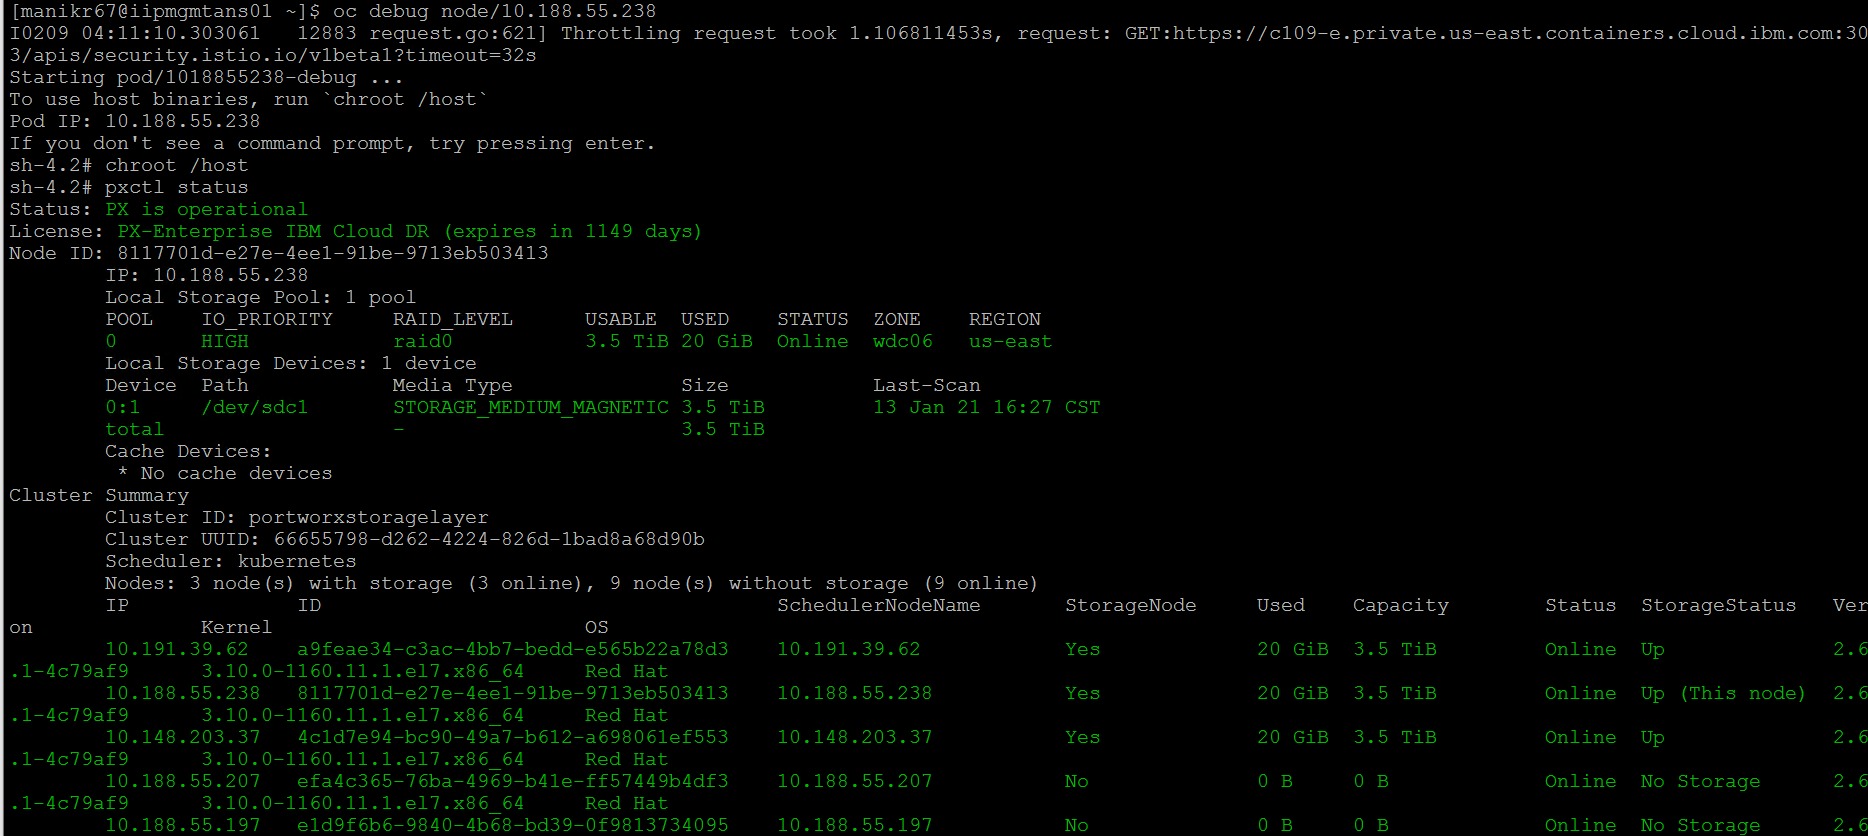 [manikr67@iipmgmtans01 ~]$ oc debug node/10.188.55.238
I0209 04:11:10.303061   12883 request.go:621] Throttling request took 1.106811453s, request: GET:https://c109-e.private.us-east.containers.cloud.ibm.com:30
3/apis/security.istio.io/v1beta1?timeout=32s
Starting pod/1018855238-debug ...
To use host binaries, run `chroot /host`
Pod IP: 10.188.55.238
If you don't see a command prompt, try pressing enter.
sh-4.2# chroot /host
sh-4.2# pxctl status
Status: PX is operational
License: PX-Enterprise IBM Cloud DR (expires in 1149 days)
Node ID: 8117701d-e27e-4ee1-91be-9713eb503413
        IP: 10.188.55.238
        Local Storage Pool: 1 pool
        POOL    IO_PRIORITY     RAID_LEVEL      USABLE  USED    STATUS  ZONE    REGION
        0       HIGH            raid0           3.5 TiB 20 GiB  Online  wdc06   us-east
        Local Storage Devices: 1 device
        Device  Path            Media Type              Size            Last-Scan
        0:1     /dev/sdc1       STORAGE_MEDIUM_MAGNETIC 3.5 TiB         13 Jan 21 16:27 CST
        total                   -                       3.5 TiB
        Cache Devices:
         * No cache devices
Cluster Summary
        Cluster ID: portworxstoragelayer
        Cluster UUID: 66655798-d262-4224-826d-1bad8a68d90b
        Scheduler: kubernetes
        Nodes: 3 node(s) with storage (3 online), 9 node(s) without storage (9 online)
        IP              ID                                      SchedulerNodeName       StorageNode     Used    Capacity        Status  StorageStatus   Ver
on              Kernel                          OS
        10.191.39.62    a9feae34-c3ac-4bb7-bedd-e565b22a78d3    10.191.39.62            Yes             20 GiB  3.5 TiB         Online  Up              2.6
.1-4c79af9      3.10.0-1160.11.1.el7.x86_64     Red Hat
        10.188.55.238   8117701d-e27e-4ee1-91be-9713eb503413    10.188.55.238           Yes             20 GiB  3.5 TiB         Online  Up (This node)  2.6
.1-4c79af9      3.10.0-1160.11.1.el7.x86_64     Red Hat
        10.148.203.37   4c1d7e94-bc90-49a7-b612-a698061ef553    10.148.203.37           Yes             20 GiB  3.5 TiB         Online  Up              2.6
.1-4c79af9      3.10.0-1160.11.1.el7.x86_64     Red Hat
        10.188.55.207   efa4c365-76ba-4969-b41e-ff57449b4df3    10.188.55.207           No              0 B     0 B             Online  No Storage      2.6
.1-4c79af9      3.10.0-1160.11.1.el7.x86_64     Red Hat
        10.188.55.197   e1d9f6b6-9840-4b68-bd39-0f9813734095    10.188.55.197           No              0 B     0 B             Online  No Storage      2.6